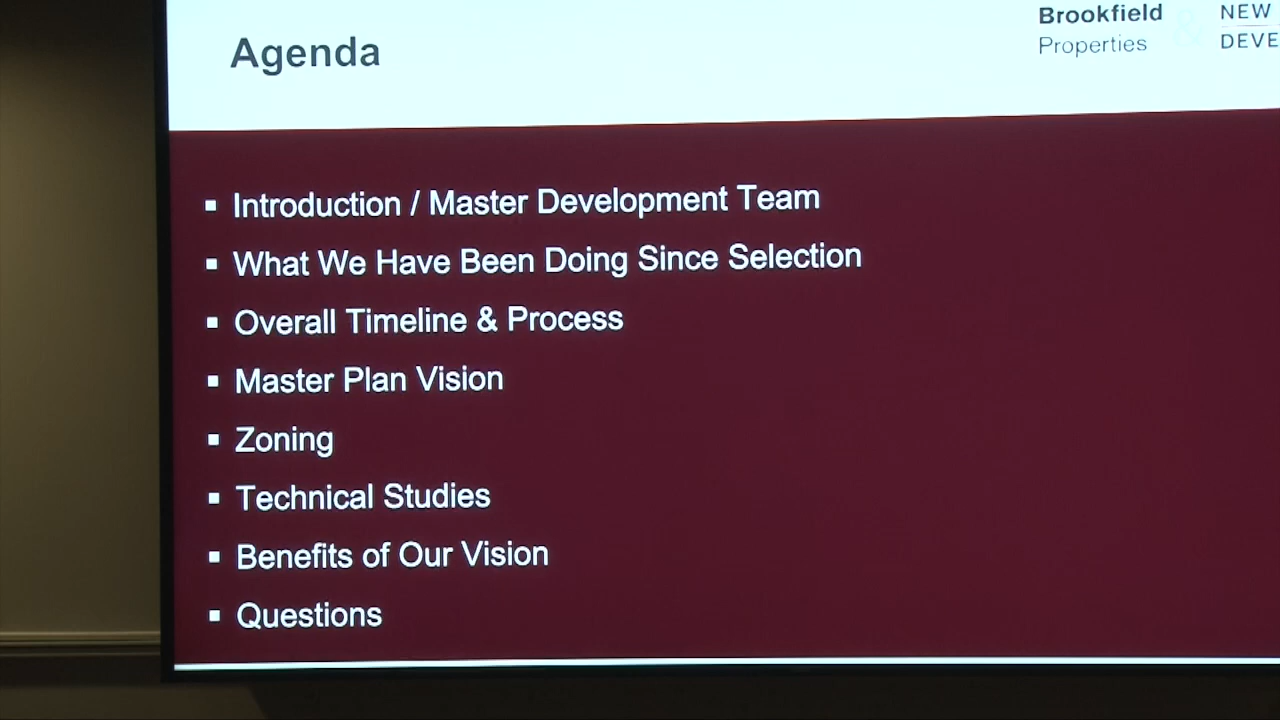 Agenda
Brookfield
Properties
&
NEW
DEVE
▪ Introduction / Master Development Team
▪ What We Have Been Doing Since Selection
▪ Overall Timeline & Process
▪ Master Plan Vision
▪ Zoning
▪ Technical Studies
▪ Benefits of Our Vision
▪ Questions